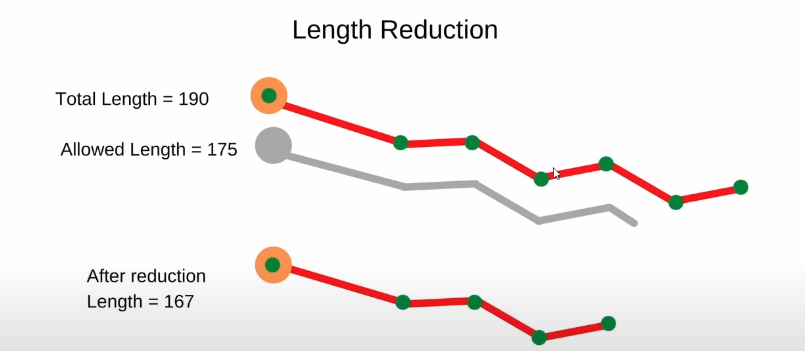 Length Reduction
Total Length = 190
Allowed Length = 175
After reduction
Length = 167